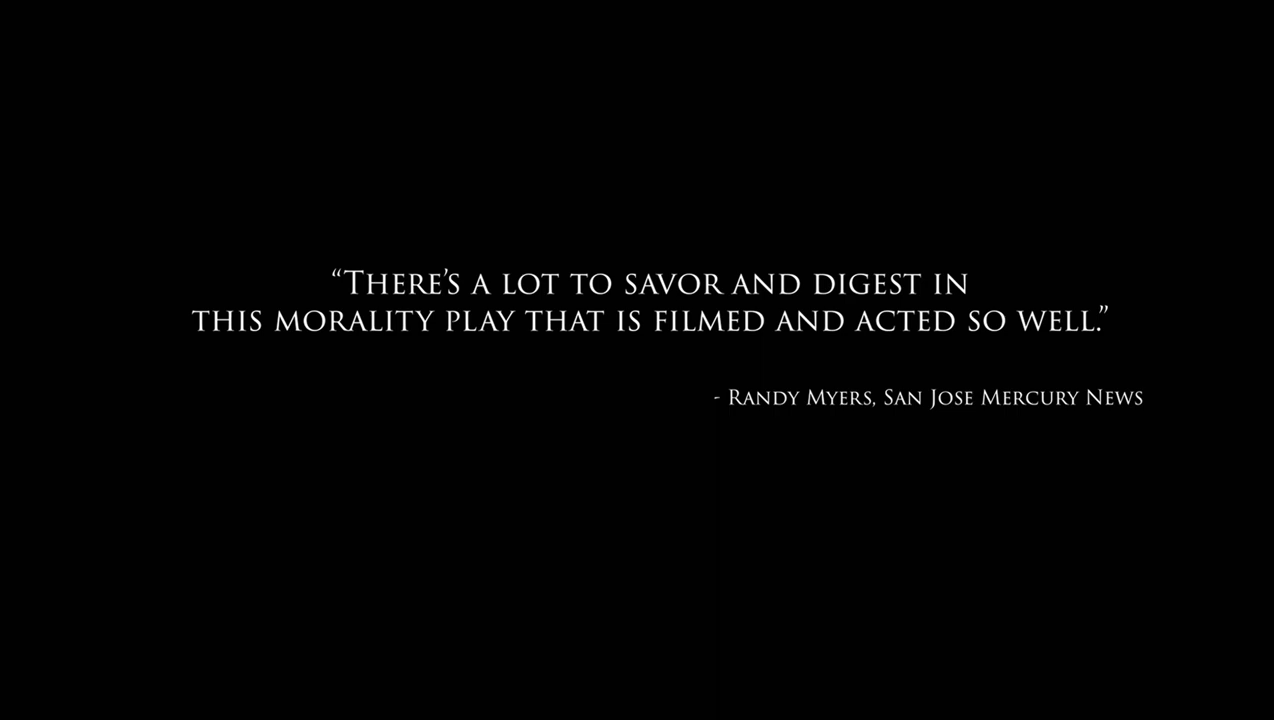 “There’s a lot to savor and digest in
this morality play that is filmed and acted so well.”
- Randy Myers, San Jose Mercury News